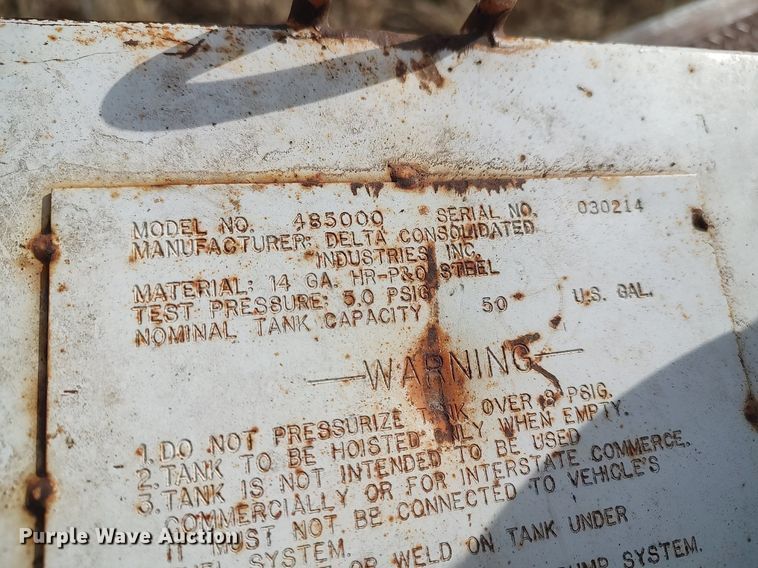 MODEL NO. 485000 SERIAL NO. 030214
MANUFACTURER: DELTA CONSOLIDATED
INDUSTRIES INC.
MATERIAL: 14 GA. HR-P&O STEEL
TEST PRESSURE: 5.0 PSIG
NOMINAL TANK CAPACITY 50 U.S. GAL.
WARNING
1. DO NOT PRESSURIZE TANK OVER PSIG.
2. TANK TO BE HOISTED ONLY WHEN EMPTY.
3. TANK IS NOT INTENDED TO BE USED
COMMERCIALLY OR FOR INTERSTATE COMMERCE.
IT MUST NOT BE CONNECTED TO VEHICLE'S
SYSTEM.
OR WELD ON TANK UNDER
SYSTEM.
Purple Wave Auction